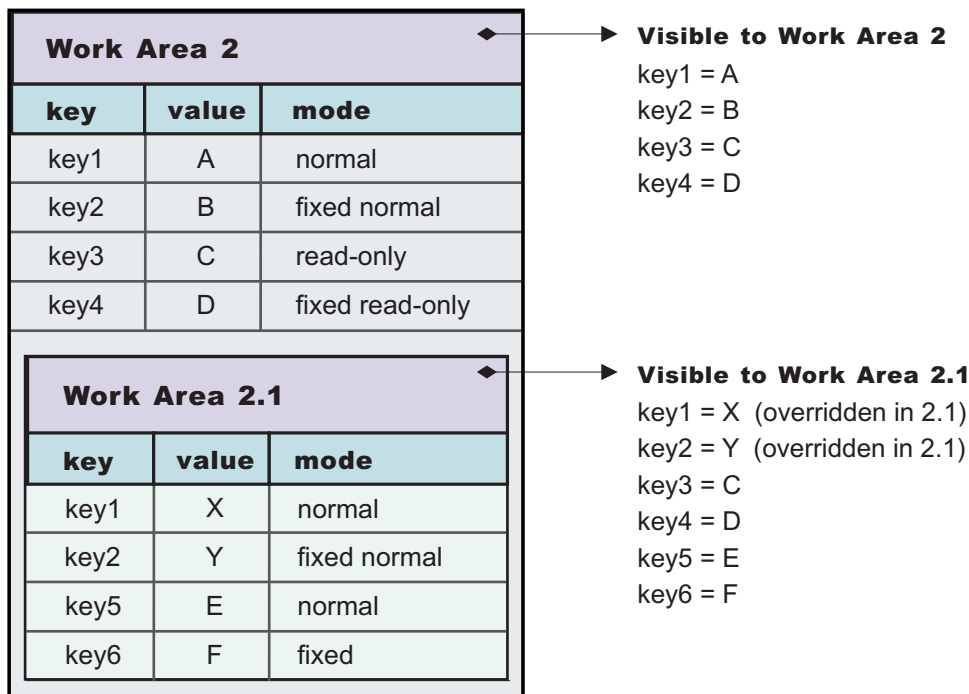 Work Area 2
key value mode
key1 A normal
key2 B fixed normal
key3 C read-only
key4 D fixed read-only
Visible to Work Area 2
key1 = A
key2 = B
key3 = C
key4 = D
Work Area 2.1
key value mode
key1 X normal
key2 Y fixed normal
key5 E normal
key6 F fixed
Visible to Work Area 2.1
key1 = X (overridden in 2.1)
key2 = Y (overridden in 2.1)
key3 = C
key4 = D
key5 = E
key6 = F